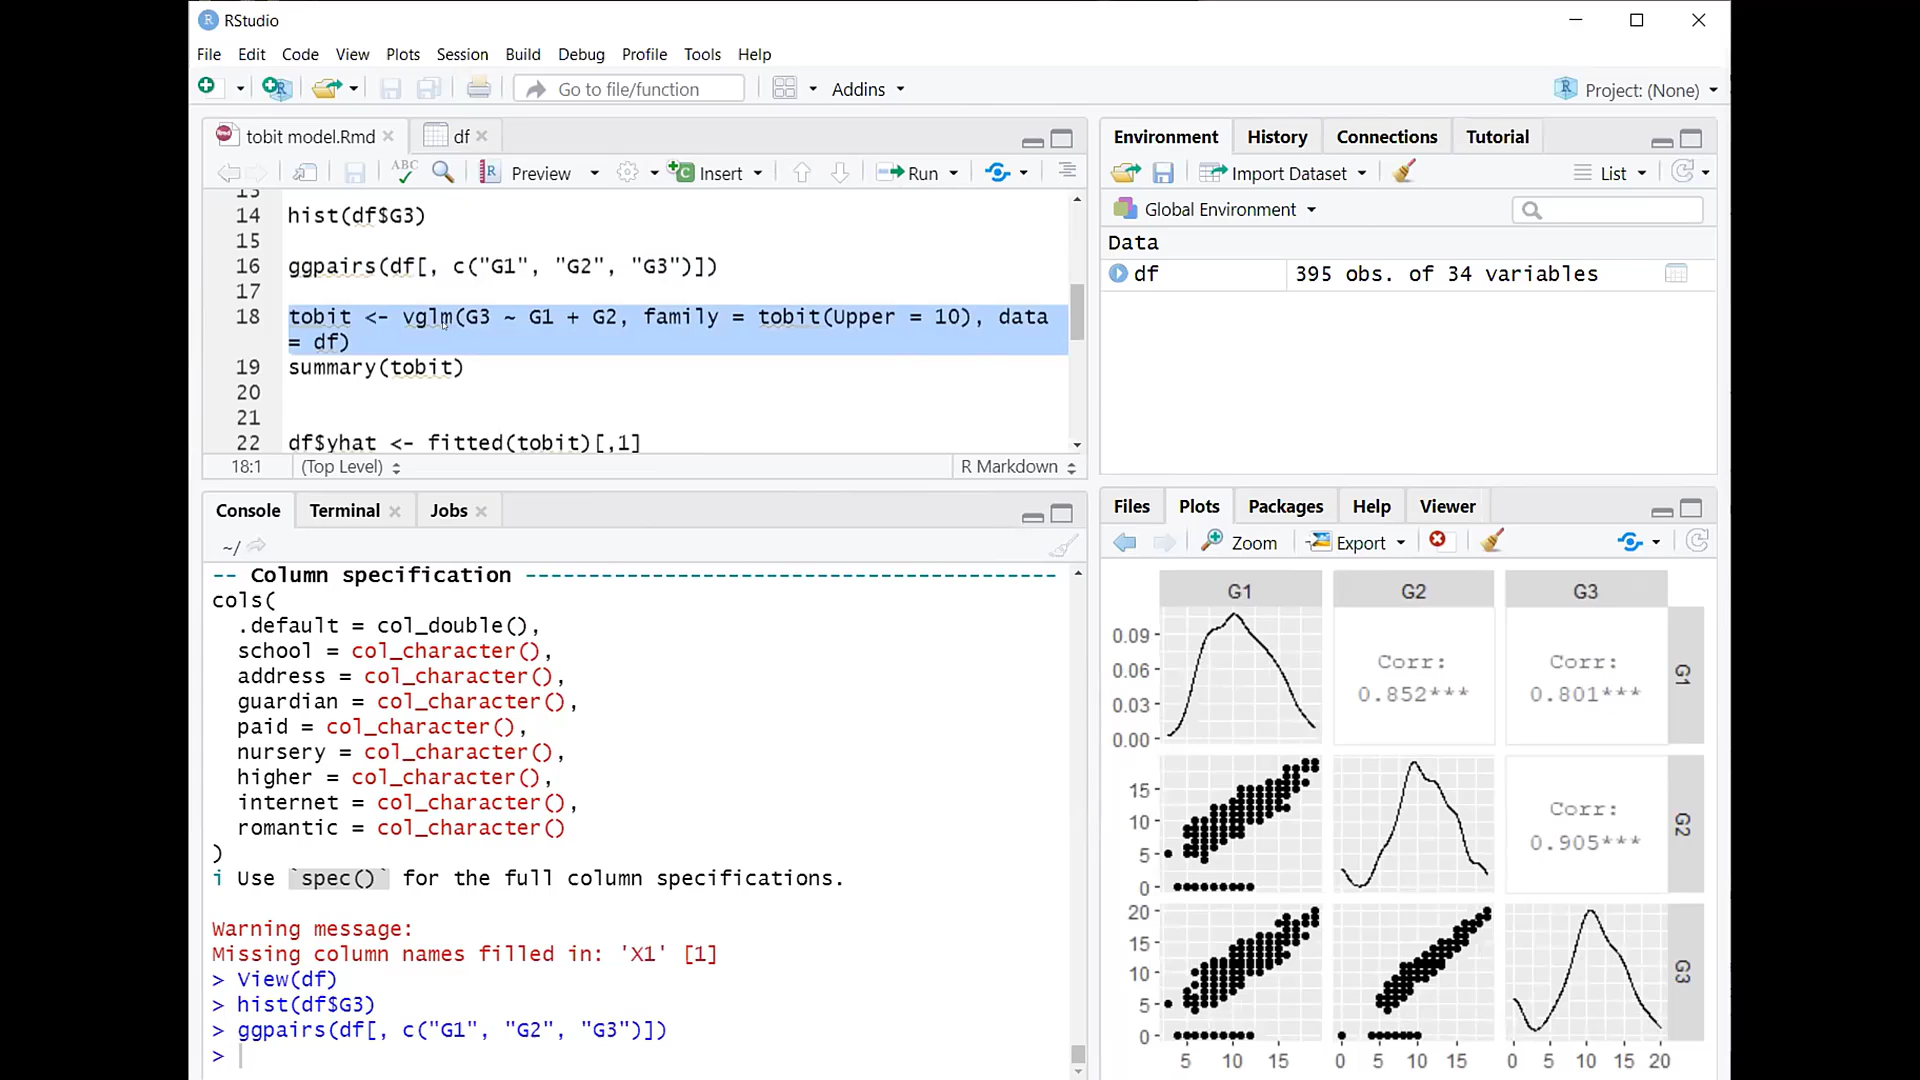 RStudio
File Edit Code View Plots Session Build Debug Profile Tools Help
Go to file/function Addins Project: (None)
tobit model.Rmd df
ABC Preview Insert Run
13
14 hist(df$G3)
15
16 ggpairs(df[, c("G1", "G2", "G3")])
17
18 tobit <- vglm(G3 ~ G1 + G2, family = tobit(Upper = 10), data
= df)
19 summary(tobit)
20
21
22 df$yhat <- fitted(tobit)[,1]
18:1 (Top Level) R Markdown
Console Terminal Jobs
~/
-- Column specification ------------------------------------------
cols(
.default = col_double(),
school = col_character(),
address = col_character(),
guardian = col_character(),
paid = col_character(),
nursery = col_character(),
higher = col_character(),
internet = col_character(),
romantic = col_character()
)
i Use `spec()` for the full column specifications.
Warning message:
Missing column names filled in: 'X1' [1]
> View(df)
> hist(df$G3)
> ggpairs(df[, c("G1", "G2", "G3")])
>
Environment History Connections Tutorial
Import Dataset List
Global Environment
Data
df 395 obs. of 34 variables
Files Plots Packages Help Viewer
Zoom Export
G1 G2 G3
0.09
0.06
0.03
0.00
Corr:
0.852***
Corr:
0.801***
G1
15
10
5
0
Corr:
0.905***
G2
20
15
10
5
0
G3
5 10 15 0 5 10 15 0 5 10 15 20